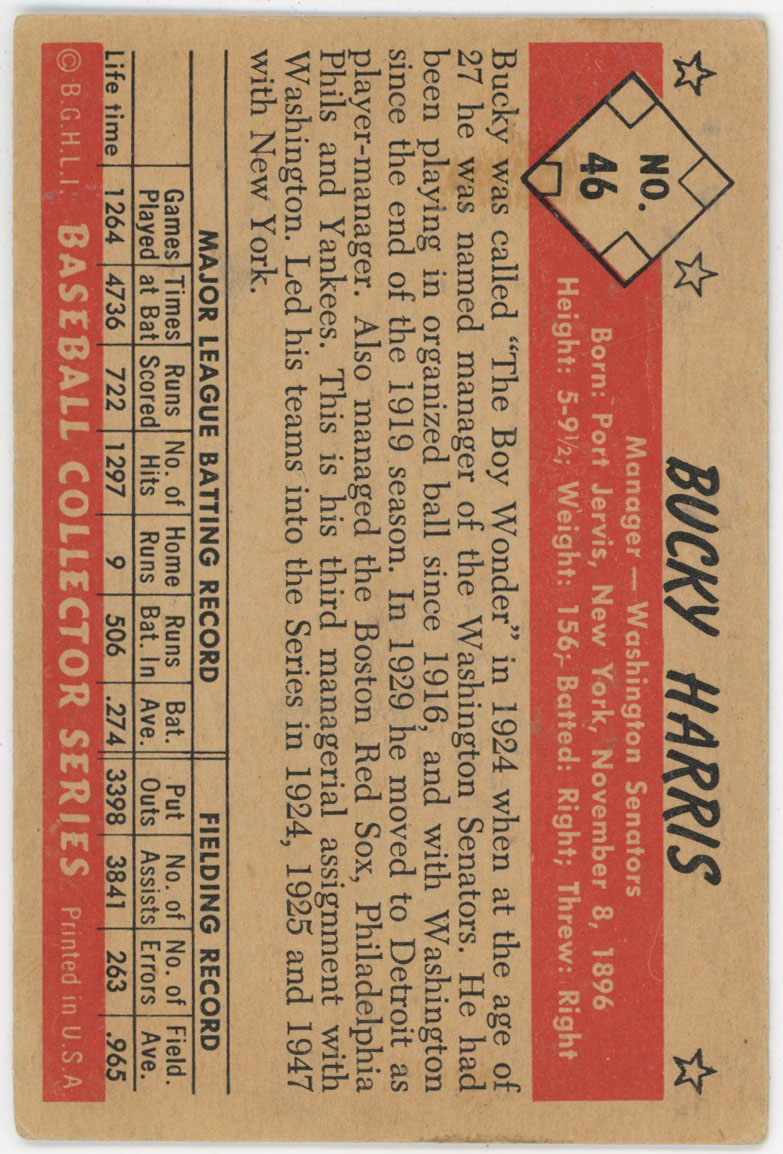 NO.
46
BUCKY HARRIS
Manager — Washington Senators
Born: Port Jervis, New York, November 8, 1896
Height: 5-9½; Weight: 156; Batted: Right; Threw: Right
Bucky was called “The Boy Wonder” in 1924 when at the age of
27 he was named manager of the Washington Senators. He had
been playing in organized ball since 1916, and with Washington
since the end of the 1919 season. In 1929 he moved to Detroit as
player-manager. Also managed the Boston Red Sox, Philadelphia
Phils and Yankees. This is his third managerial assignment with
Washington. Led his teams into the Series in 1924, 1925 and 1947
with New York.
MAJOR LEAGUE BATTING RECORD FIELDING RECORD
Games Times Runs No. of Home Runs Bat. Put No. of No. of Field.
Played at Bat Scored Hits Runs Bat. In Ave. Outs Assists Errors Ave.
Life time 1264 4736 722 1297 9 506 .274 3398 3841 263 .965
© B.G.H.L.I. BASEBALL COLLECTOR SERIES Printed in U.S.A.